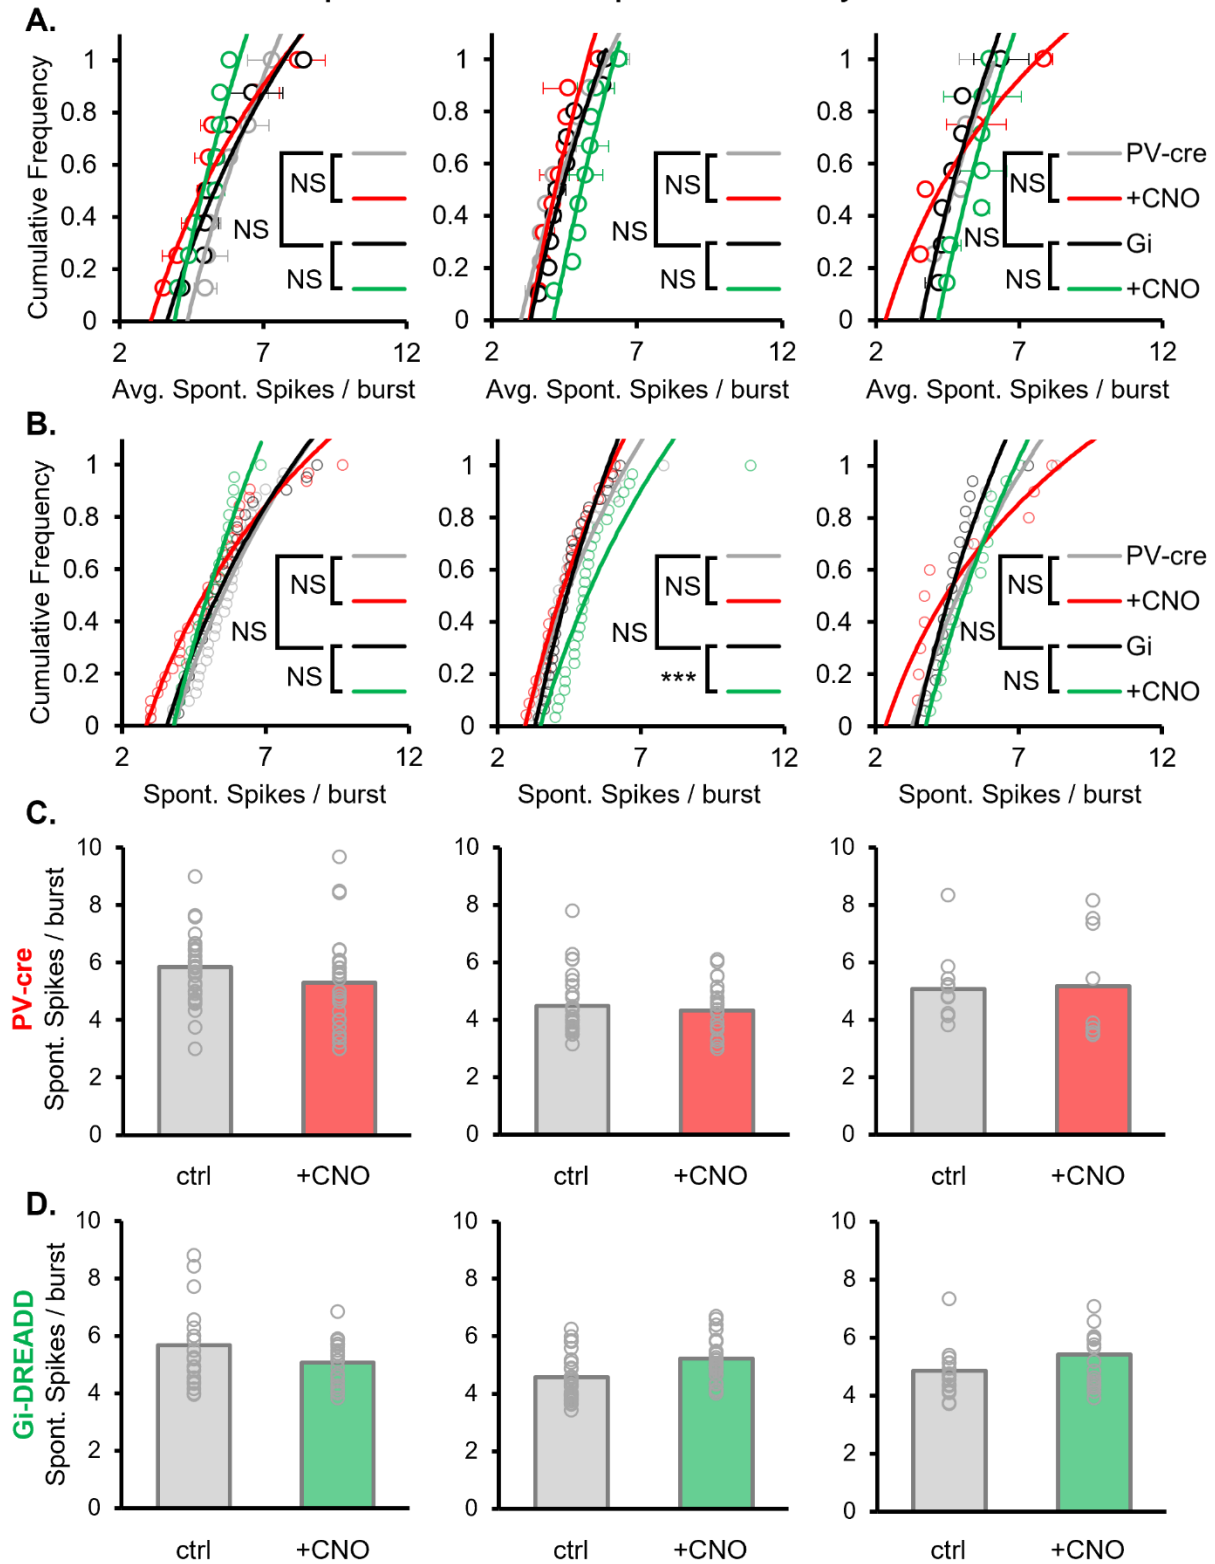 A.
Cumulative Frequency
1
0.8
0.6
0.4
0.2
0
2 7 12
Avg. Spont. Spikes / burst
NS
NS
NS
1
0.8
0.6
0.4
0.2
0
2 7 12
Avg. Spont. Spikes / burst
NS
NS
NS
1
0.8
0.6
0.4
0.2
0
2 7 12
Avg. Spont. Spikes / burst
NS
NS
NS
PV-cre
+CNO
Gi
+CNO
B.
Cumulative Frequency
1
0.8
0.6
0.4
0.2
0
2 7 12
Spont. Spikes / burst
NS
NS
NS
1
0.8
0.6
0.4
0.2
0
2 7 12
Spont. Spikes / burst
NS
NS
***
1
0.8
0.6
0.4
0.2
0
2 7 12
Spont. Spikes / burst
NS
NS
NS
PV-cre
+CNO
Gi
+CNO
C.
PV-cre
Spont. Spikes / burst
10
8
6
4
2
0
ctrl +CNO
10
8
6
4
2
0
ctrl +CNO
10
8
6
4
2
0
ctrl +CNO
D.
Gi-DREADD
Spont. Spikes / burst
10
8
6
4
2
0
ctrl +CNO
10
8
6
4
2
0
ctrl +CNO
10
8
6
4
2
0
ctrl +CNO